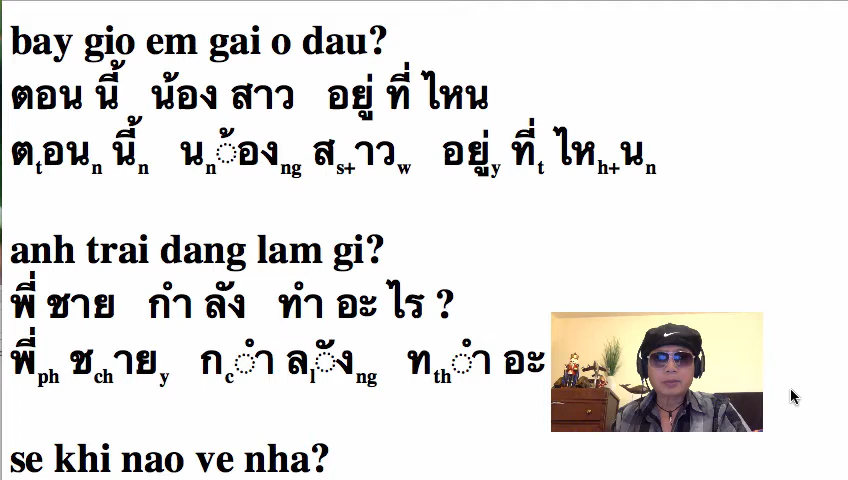 bay gio em gai o dau?
ตอน นี้ น้อง สาว อยู่ ที่ ไหน
ตtอนn นี้n นn้องng สs+าวw อยู่y ที่t ไหh+นn
anh trai dang lam gi?
พี่ ชาย กำ ลัง ทำ อะ ไร ?
พี่ph ชchายy กcำ ลlังng ทthำ อะ
se khi nao ve nha?